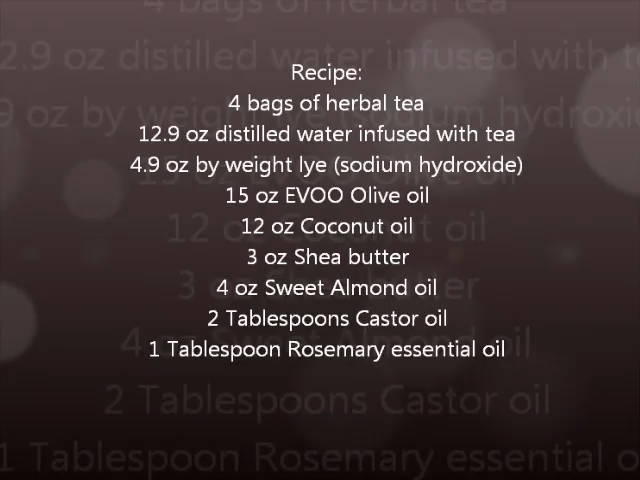 Recipe:
4 bags of herbal tea
12.9 oz distilled water infused with tea
4.9 oz by weight lye (sodium hydroxide)
15 oz EVOO Olive oil
12 oz Coconut oil
3 oz Shea butter
4 oz Sweet Almond oil
2 Tablespoons Castor oil
1 Tablespoon Rosemary essential oil